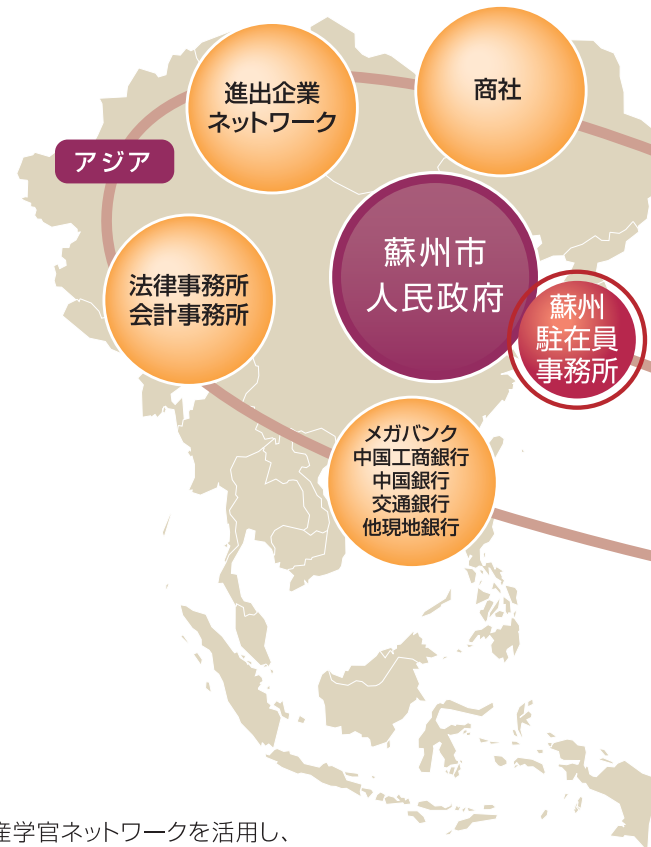 進出企業
ネットワーク
商社
アジア
蘇州市
人民政府
法律事務所
会計事務所
蘇州
駐在員
事務所
メガバンク
中国工商銀行
中国銀行
交通銀行
他現地銀行
産学官ネットワークを活用し、